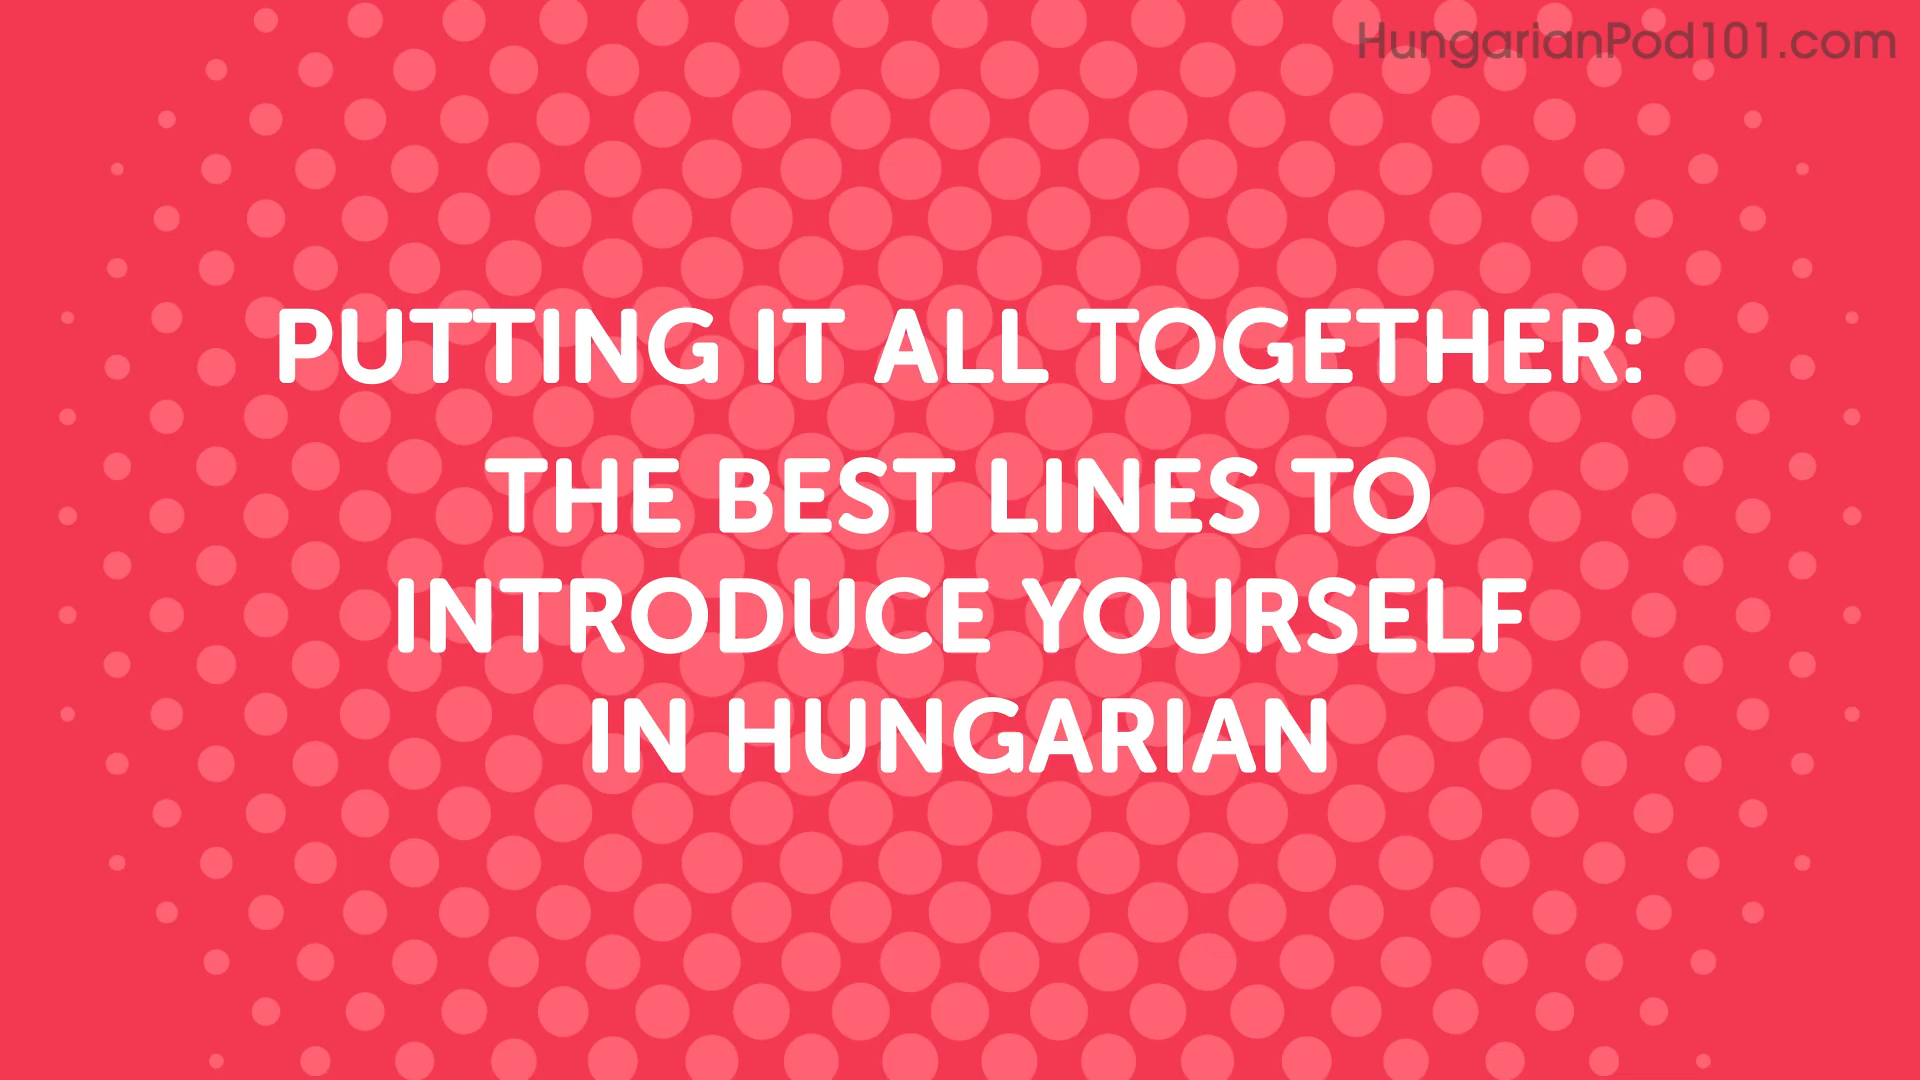 HungarianPod101.com
PUTTING IT ALL TOGETHER:
THE BEST LINES TO
INTRODUCE YOURSELF
IN HUNGARIAN